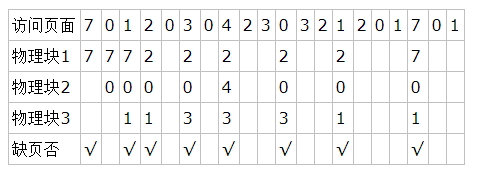 访问页面 7 0 1 2 0 3 0 4 2 3 0 3 2 1 2 0 1 7 0 1
物理块1 7 7 7 2 2 2 2 2 7
物理块2 0 0 0 0 4 0 0 0
物理块3 1 1 3 3 3 1 1
缺页否 √ √ √ √ √ √ √ √ √